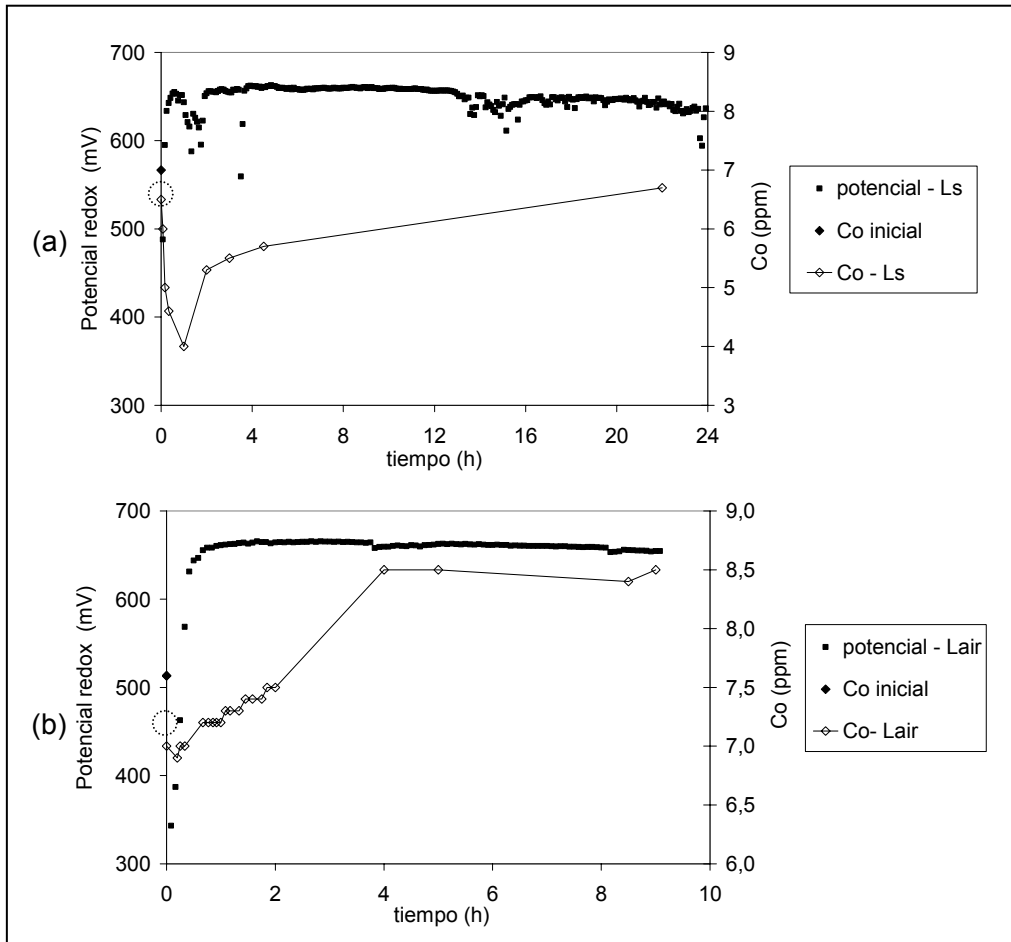 (a)
Potencial redox (mV)
700
600
500
400
300
0 4 8 12 16 20 24
tiempo (h)
9
8
7
6
5
4
3
Co (ppm)
potencial - Ls
Co inicial
Co - Ls
(b)
Potencial redox (mV)
700
600
500
400
300
0 2 4 6 8 10
tiempo (h)
9,0
8,5
8,0
7,5
7,0
6,5
6,0
Co (ppm)
potencial - Lair
Co inicial
Co- Lair